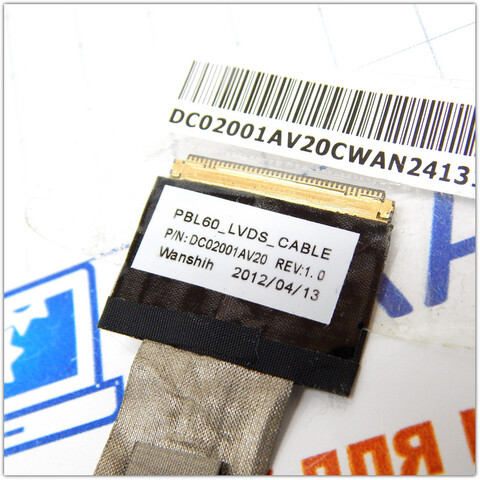 DC02001AV20CWAN2413
PBL60_LVDS_CABLE
P/N:DC02001AV20 REV:1.0
Wanshih 2012/04/13